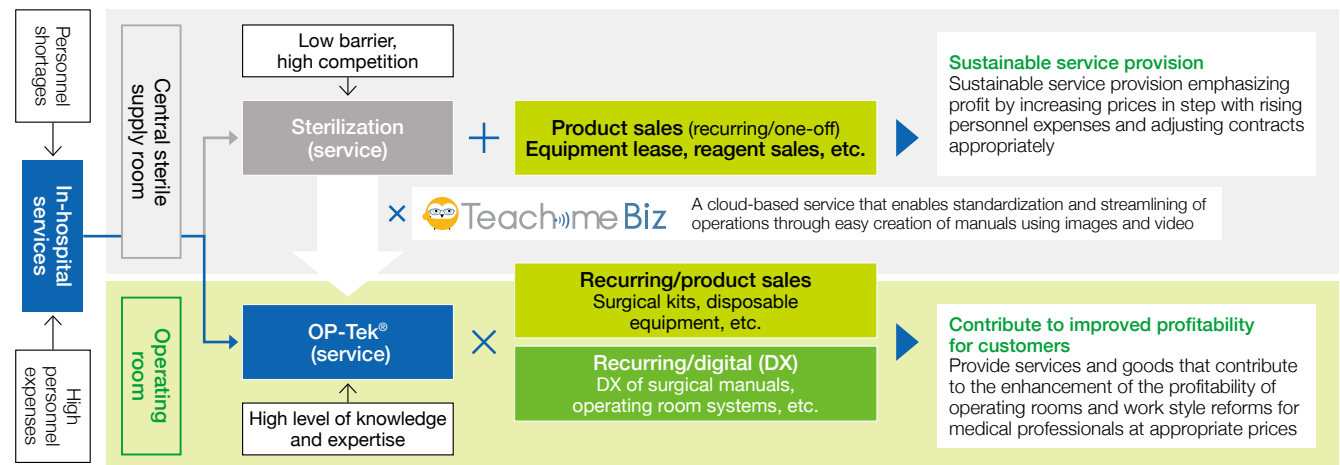 Personnel
shortages
In-hospital
services
High
personnel
expenses
Central sterile
supply room
Low barrier,
high competition
Sterilization
(service)
+
Product sales (recurring/one-off)
Equipment lease, reagent sales, etc.
Sustainable service provision
Sustainable service provision emphasizing
profit by increasing prices in step with rising
personnel expenses and adjusting contracts
appropriately
×
Teachme Biz
A cloud-based service that enables standardization and streamlining of
operations through easy creation of manuals using images and video
Operating
room
OP-Tek®
(service)
High level of knowledge
and expertise
×
Recurring/product sales
Surgical kits, disposable
equipment, etc.
Recurring/digital (DX)
DX of surgical manuals,
operating room systems, etc.
Contribute to improved profitability
for customers
Provide services and goods that contribute
to the enhancement of the profitability of
operating rooms and work style reforms for
medical professionals at appropriate prices